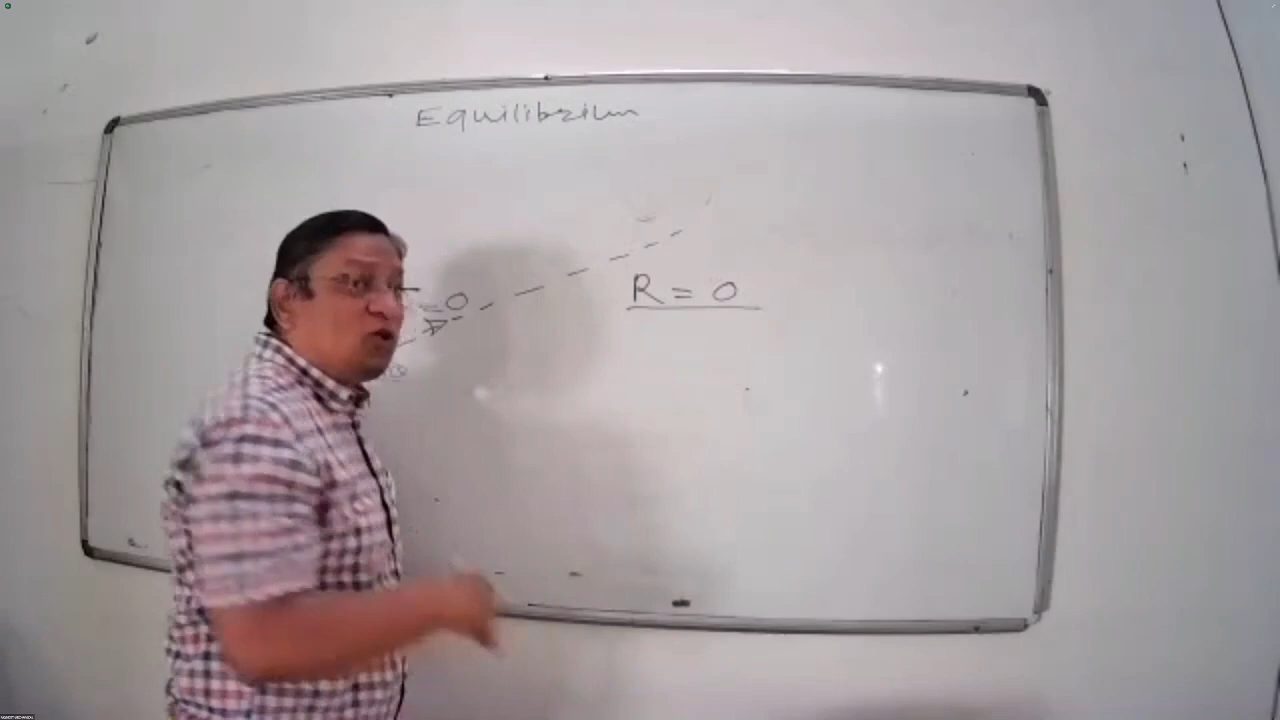 Equilibrium
= 0
R = 0